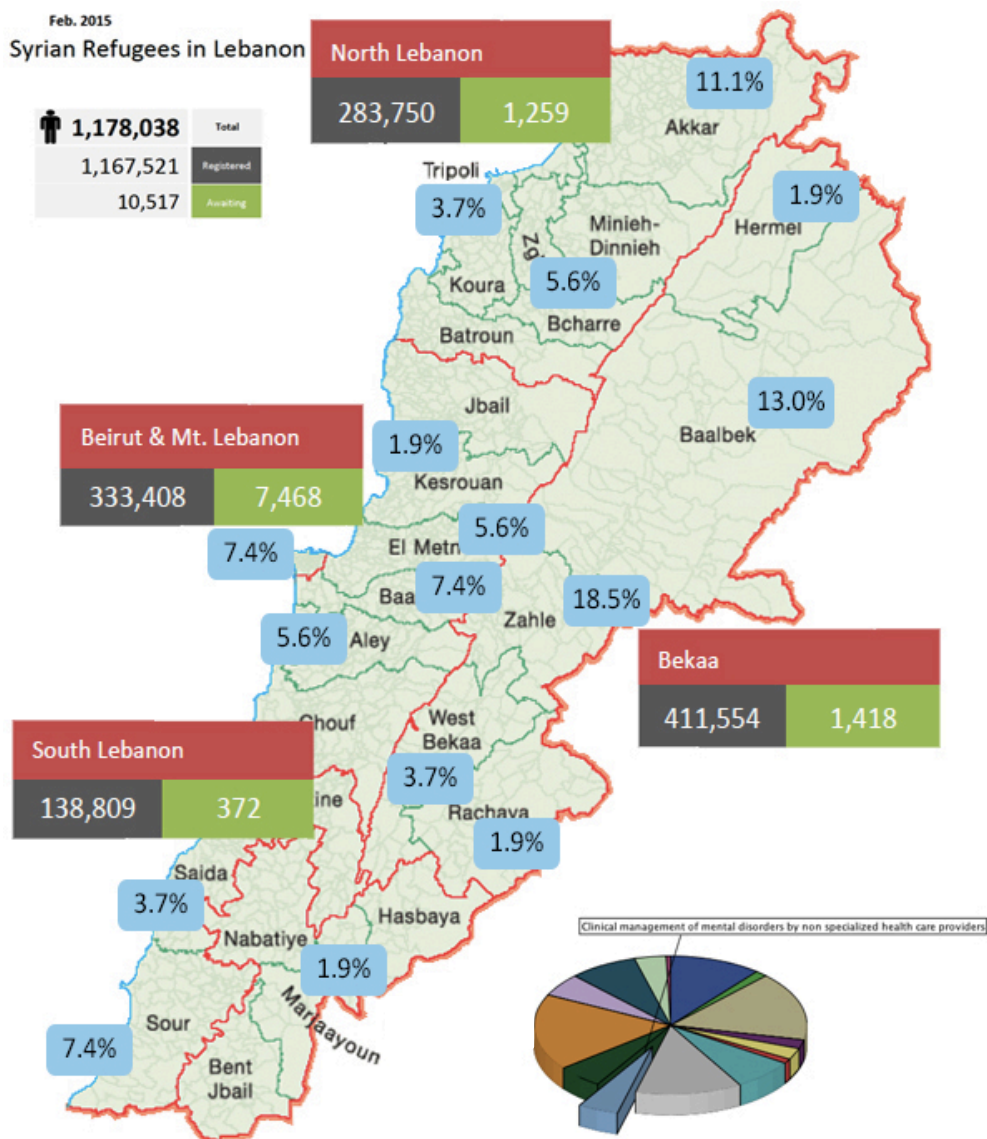 Feb. 2015
Syrian Refugees in Lebanon
1,178,038 Total
1,167,521 Registered
10,517 Awaiting
North Lebanon
283,750 1,259
11.1%
Akkar
Tripoli
3.7%
1.9%
Hermel
Minieh-
Dinnieh
5.6%
Koura
Bcharre
Batroun
13.0%
Baalbek
Jbail
Beirut & Mt. Lebanon
333,408 7,468
1.9%
Kesrouan
5.6%
El Metn
7.4%
7.4%
18.5%
Zahle
5.6%
Aley
Bekaa
411,554 1,418
West
Bekaa
South Lebanon
138,809 372
3.7%
Rachaya
1.9%
Saida
3.7%
Hasbaya
Nabatiye
1.9%
Marjaayoun
Clinical management of mental disorders by non specialized health care providers
Sour
7.4%
Bent
Jbail